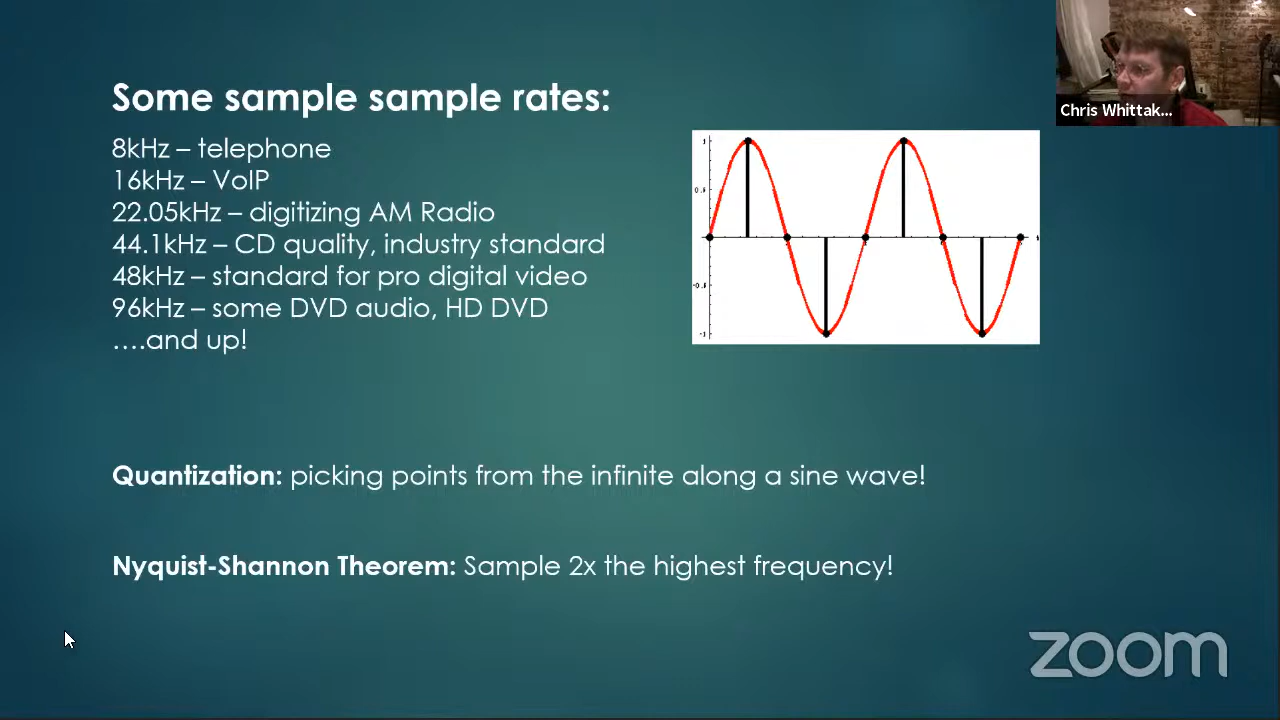 Some sample sample rates:
8kHz – telephone
16kHz – VoIP
22.05kHz – digitizing AM Radio
44.1kHz – CD quality, industry standard
48kHz – standard for pro digital video
96kHz – some DVD audio, HD DVD
….and up!
Chris Whittak...
1
-1
Quantization: picking points from the infinite along a sine wave!
Nyquist-Shannon Theorem: Sample 2x the highest frequency!
zoom